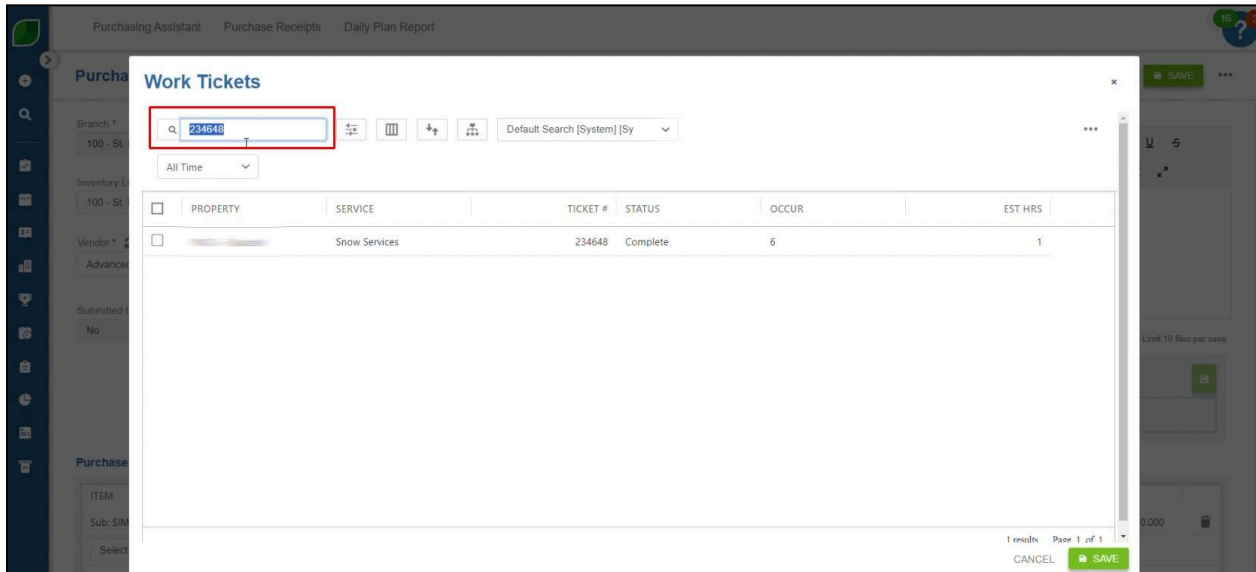 Purchasing Assistant Purchase Receipts Daily Plan Report
16
?
Purcha
SAVE
Work Tickets
×
Branch *
100 - St.
234648
Default Search [System] [Sy
All Time
Inventory L
100 - St.
PROPERTY SERVICE TICKET # STATUS OCCUR EST HRS
Snow Services 234648 Complete 6 1
Vendor *
Advanced
Submitted
No
Limit 10 files per save
Purchase
ITEM
Sub: SIM
0.000
Select
1 results Page 1 of 1
CANCEL SAVE